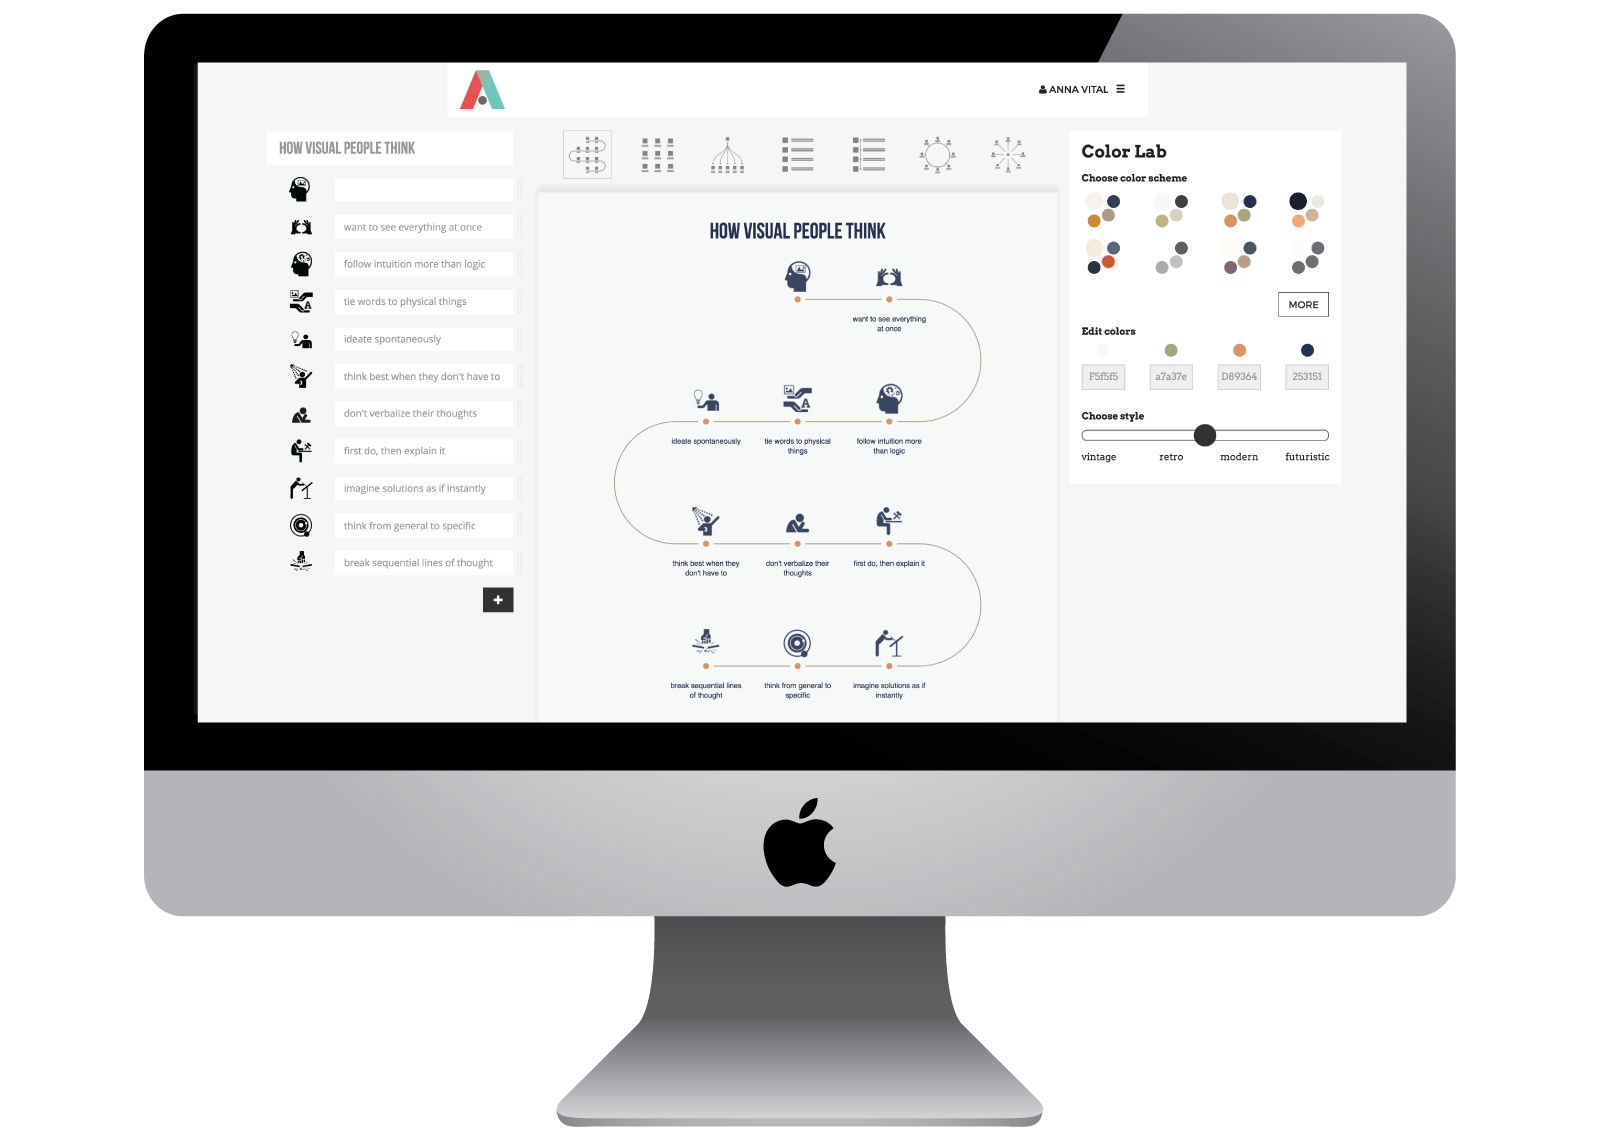 ANNA VITAL
HOW VISUAL PEOPLE THINK
want to see everything at once
follow intuition more than logic
tie words to physical things
ideate spontaneously
think best when they don't have to
don't verbalize their thoughts
first do, then explain it
imagine solutions as if instantly
think from general to specific
break sequential lines of thought
+
HOW VISUAL PEOPLE THINK
want to see everything
at once
ideate spontaneously
tie words to physical
things
follow intuition more
than logic
think best when they
don't have to
don't verbalize their
thoughts
first do, then explain it
break sequential lines
of thought
think from general to
specific
imagine solutions as if
instantly
Color Lab
Choose color scheme
MORE
Edit colors
F5f5f5 a7a37e D89364 253151
Choose style
vintage retro modern futuristic